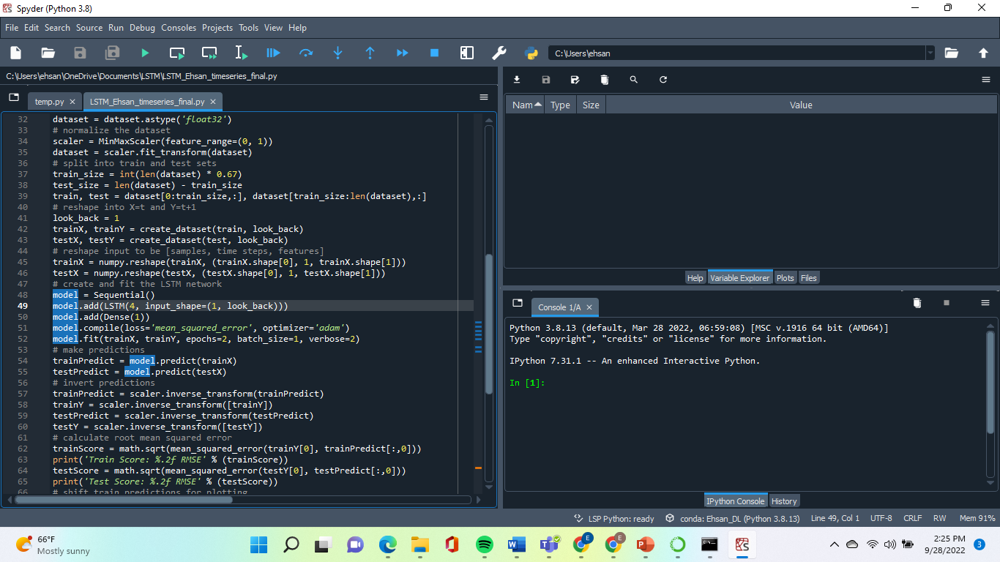 Spyder (Python 3.8)
File Edit Search Source Run Debug Consoles Projects Tools View Help
C:\Users\ehsan
C:\Users\ehsan\OneDrive\Documents\LSTM\LSTM_Ehsan_timeseries_final.py
temp.py
LSTM_Ehsan_timeseries_final.py
32 dataset = dataset.astype('float32')
33 # normalize the dataset
34 scaler = MinMaxScaler(feature_range=(0, 1))
35 dataset = scaler.fit_transform(dataset)
36 # split into train and test sets
37 train_size = int(len(dataset) * 0.67)
38 test_size = len(dataset) - train_size
39 train, test = dataset[0:train_size,:], dataset[train_size:len(dataset),:]
40 # reshape into X=t and Y=t+1
41 look_back = 1
42 trainX, trainY = create_dataset(train, look_back)
43 testX, testY = create_dataset(test, look_back)
44 # reshape input to be [samples, time steps, features]
45 trainX = numpy.reshape(trainX, (trainX.shape[0], 1, trainX.shape[1]))
46 testX = numpy.reshape(testX, (testX.shape[0], 1, testX.shape[1]))
47 # create and fit the LSTM network
48 model = Sequential()
49 model.add(LSTM(4, input_shape=(1, look_back)))
50 model.add(Dense(1))
51 model.compile(loss='mean_squared_error', optimizer='adam')
52 model.fit(trainX, trainY, epochs=2, batch_size=1, verbose=2)
53 # make predictions
54 trainPredict = model.predict(trainX)
55 testPredict = model.predict(testX)
56 # invert predictions
57 trainPredict = scaler.inverse_transform(trainPredict)
58 trainY = scaler.inverse_transform([trainY])
59 testPredict = scaler.inverse_transform(testPredict)
60 testY = scaler.inverse_transform([testY])
61 # calculate root mean squared error
62 trainScore = math.sqrt(mean_squared_error(trainY[0], trainPredict[:,0]))
63 print('Train Score: %.2f RMSE' % (trainScore))
64 testScore = math.sqrt(mean_squared_error(testY[0], testPredict[:,0]))
65 print('Test Score: %.2f RMSE' % (testScore))
66 # shift train predictions for plotting
Nam Type Size Value
Help Variable Explorer Plots Files
Console 1/A
Python 3.8.13 (default, Mar 28 2022, 06:59:08) [MSC v.1916 64 bit (AMD64)]
Type "copyright", "credits" or "license" for more information.
IPython 7.31.1 -- An enhanced Interactive Python.
In [1]:
IPython Console History
LSP Python: ready conda: Ehsan_DL (Python 3.8.13) Line 49, Col 1 UTF-8 CRLF RW Mem 91%
66°F
Mostly sunny
E
E
2:25 PM
9/28/2022
3